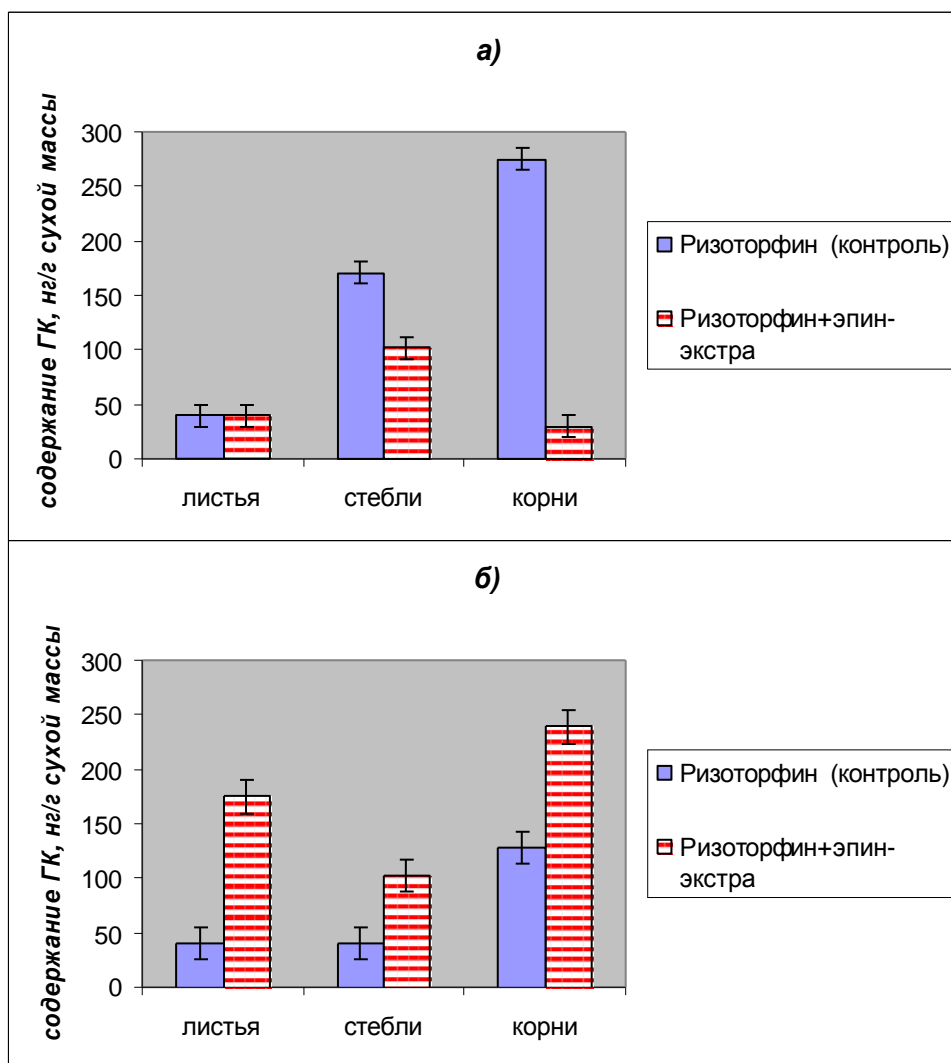 а)
содержание ГК, нг/г сухой массы
300
250
200
150
100
50
0
листья
стебли
корни
Ризоторфин (контроль)
Ризоторфин+эпин-
экстра
б)
содержание ГК, нг/г сухой массы
300
250
200
150
100
50
0
листья
стебли
корни
Ризоторфин (контроль)
Ризоторфин+эпин-
экстра